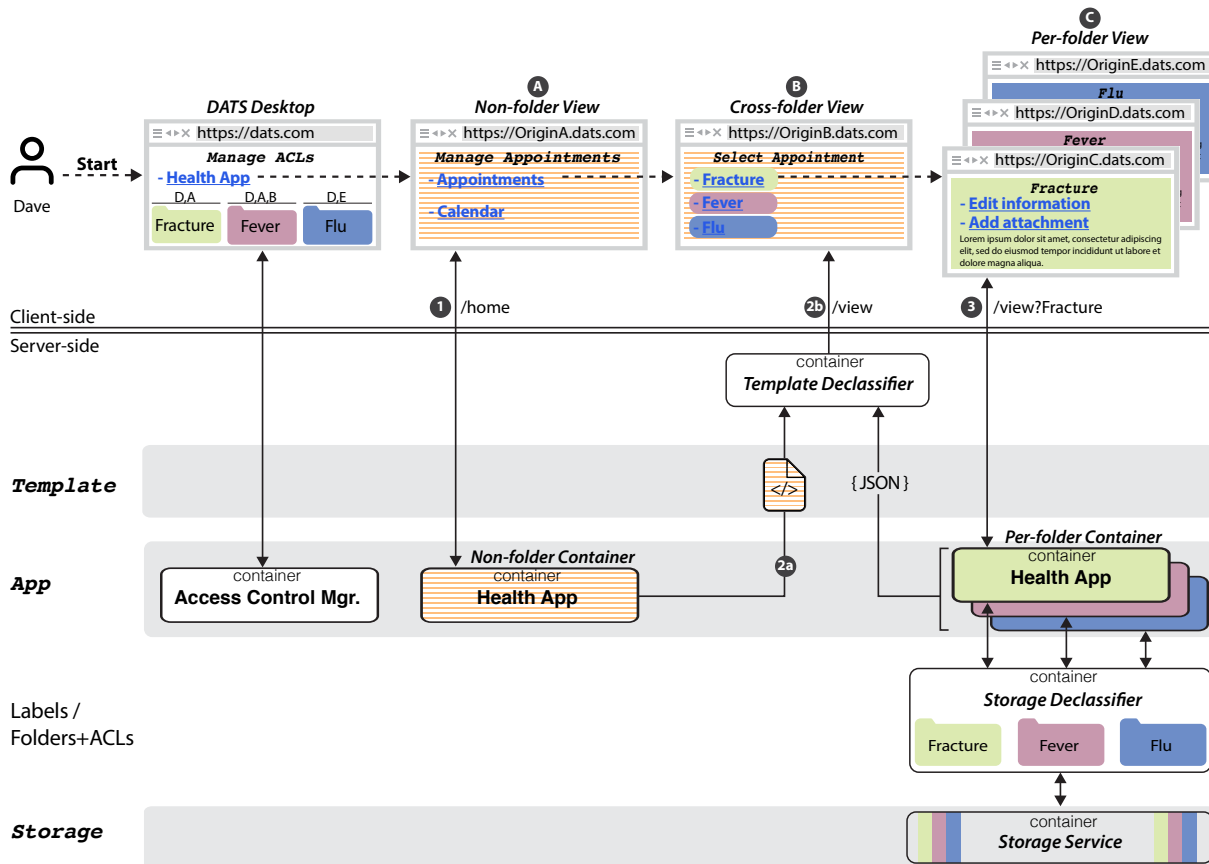 C
Per-folder View
https://OriginE.dats.com
Flu
https://OriginD.dats.com
Fever
A
B
DATS Desktop
Non-folder View
Cross-folder View
https://dats.com
https://OriginA.dats.com
https://OriginB.dats.com
https://OriginC.dats.com
Start
Dave
Manage ACLs
- Health App
D,A
D,A,B
D,E
Fracture
Fever
Flu
Manage Appointments
- Appointments
- Calendar
Select Appointment
- Fracture
- Fever
- Flu
Fracture
- Edit information
- Add attachment
Lorem ipsum dolor sit amet, consectetur adipiscing
elit, sed do eiusmod tempor incididunt ut labore et
dolore magna aliqua.
1 /home
2b /view
3 /view?Fracture
Client-side
Server-side
container
Template Declassifier
Template
</>
{ JSON }
App
container
Access Control Mgr.
Non-folder Container
container
Health App
2a
Per-folder Container
container
Health App
Labels /
Folders+ACLs
container
Storage Declassifier
Fracture
Fever
Flu
Storage
container
Storage Service